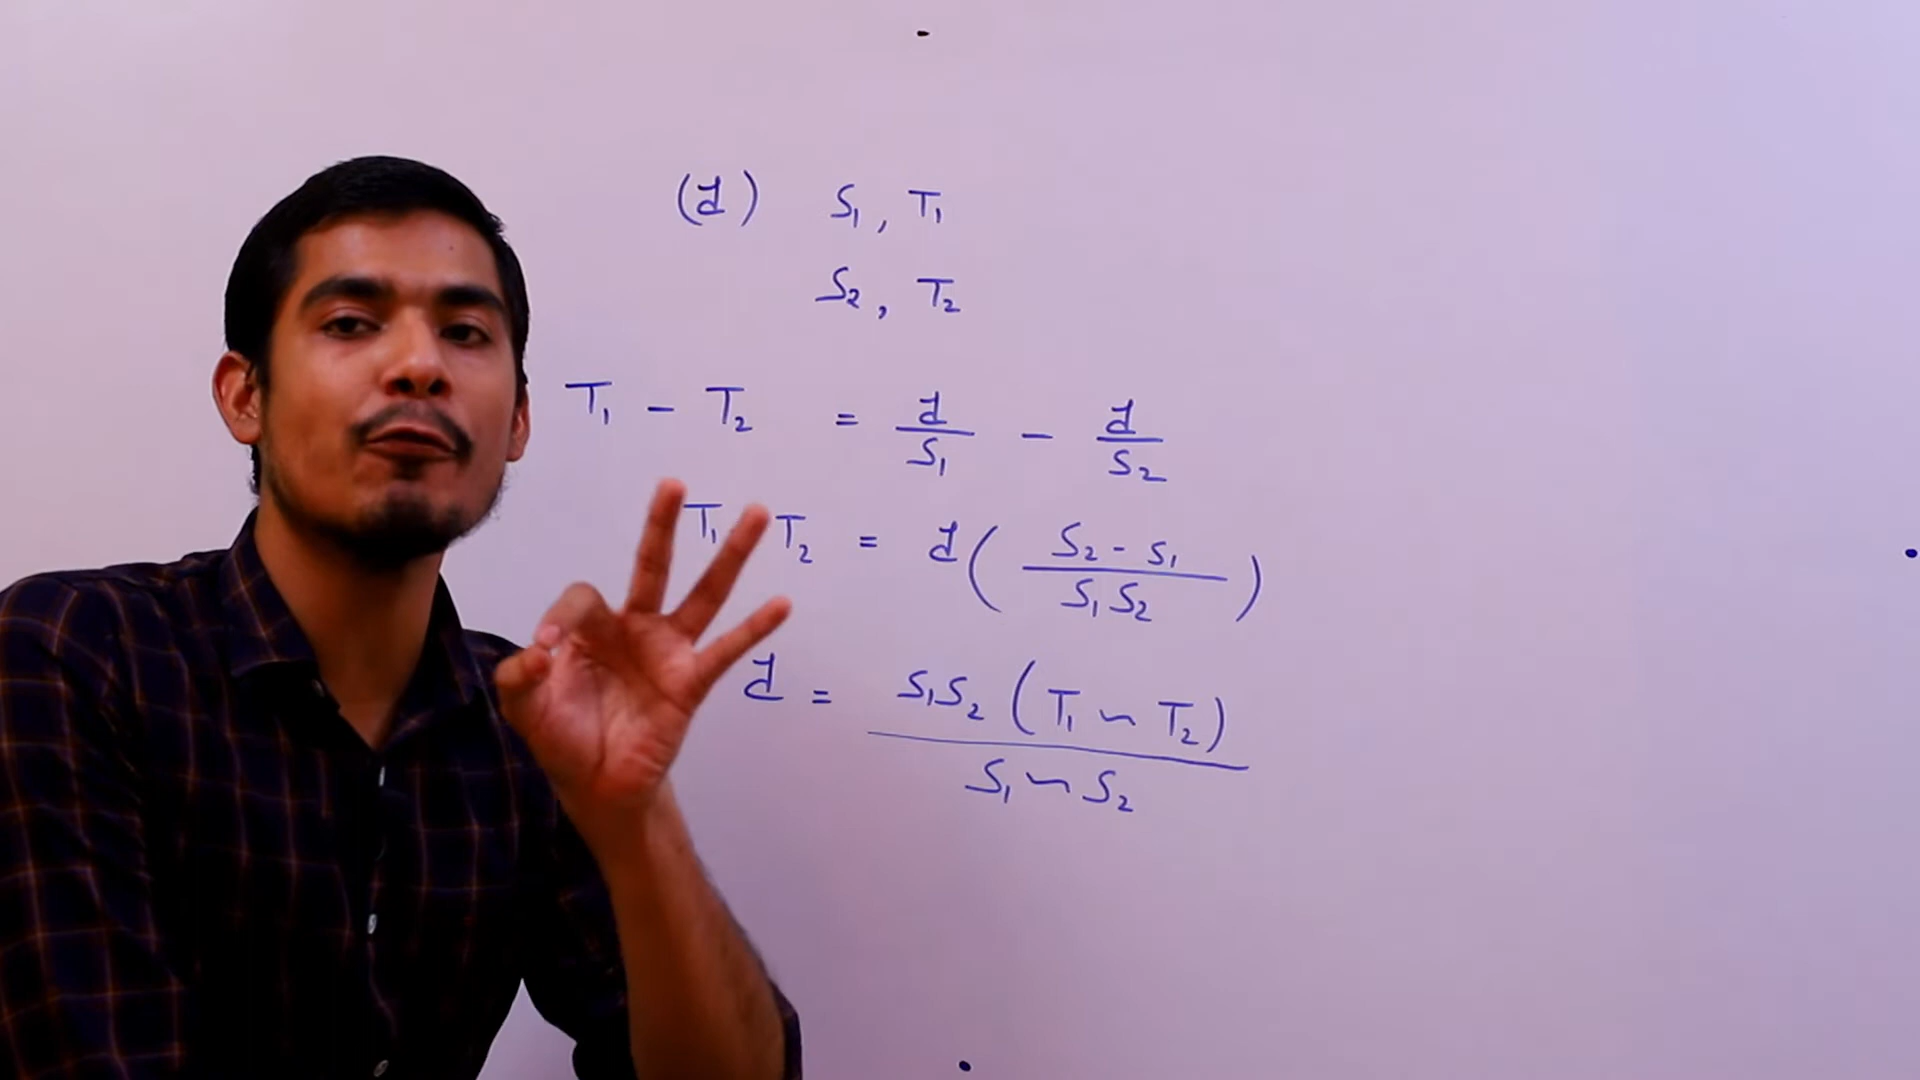 (d) S₁, T₁
S₂, T₂
T₁ - T₂ = d/S₁ - d/S₂
T₁ T₂ = d( (S₂ - S₁)/(S₁S₂) )
d = S₁S₂(T₁ ~ T₂)/(S₁ ~ S₂)